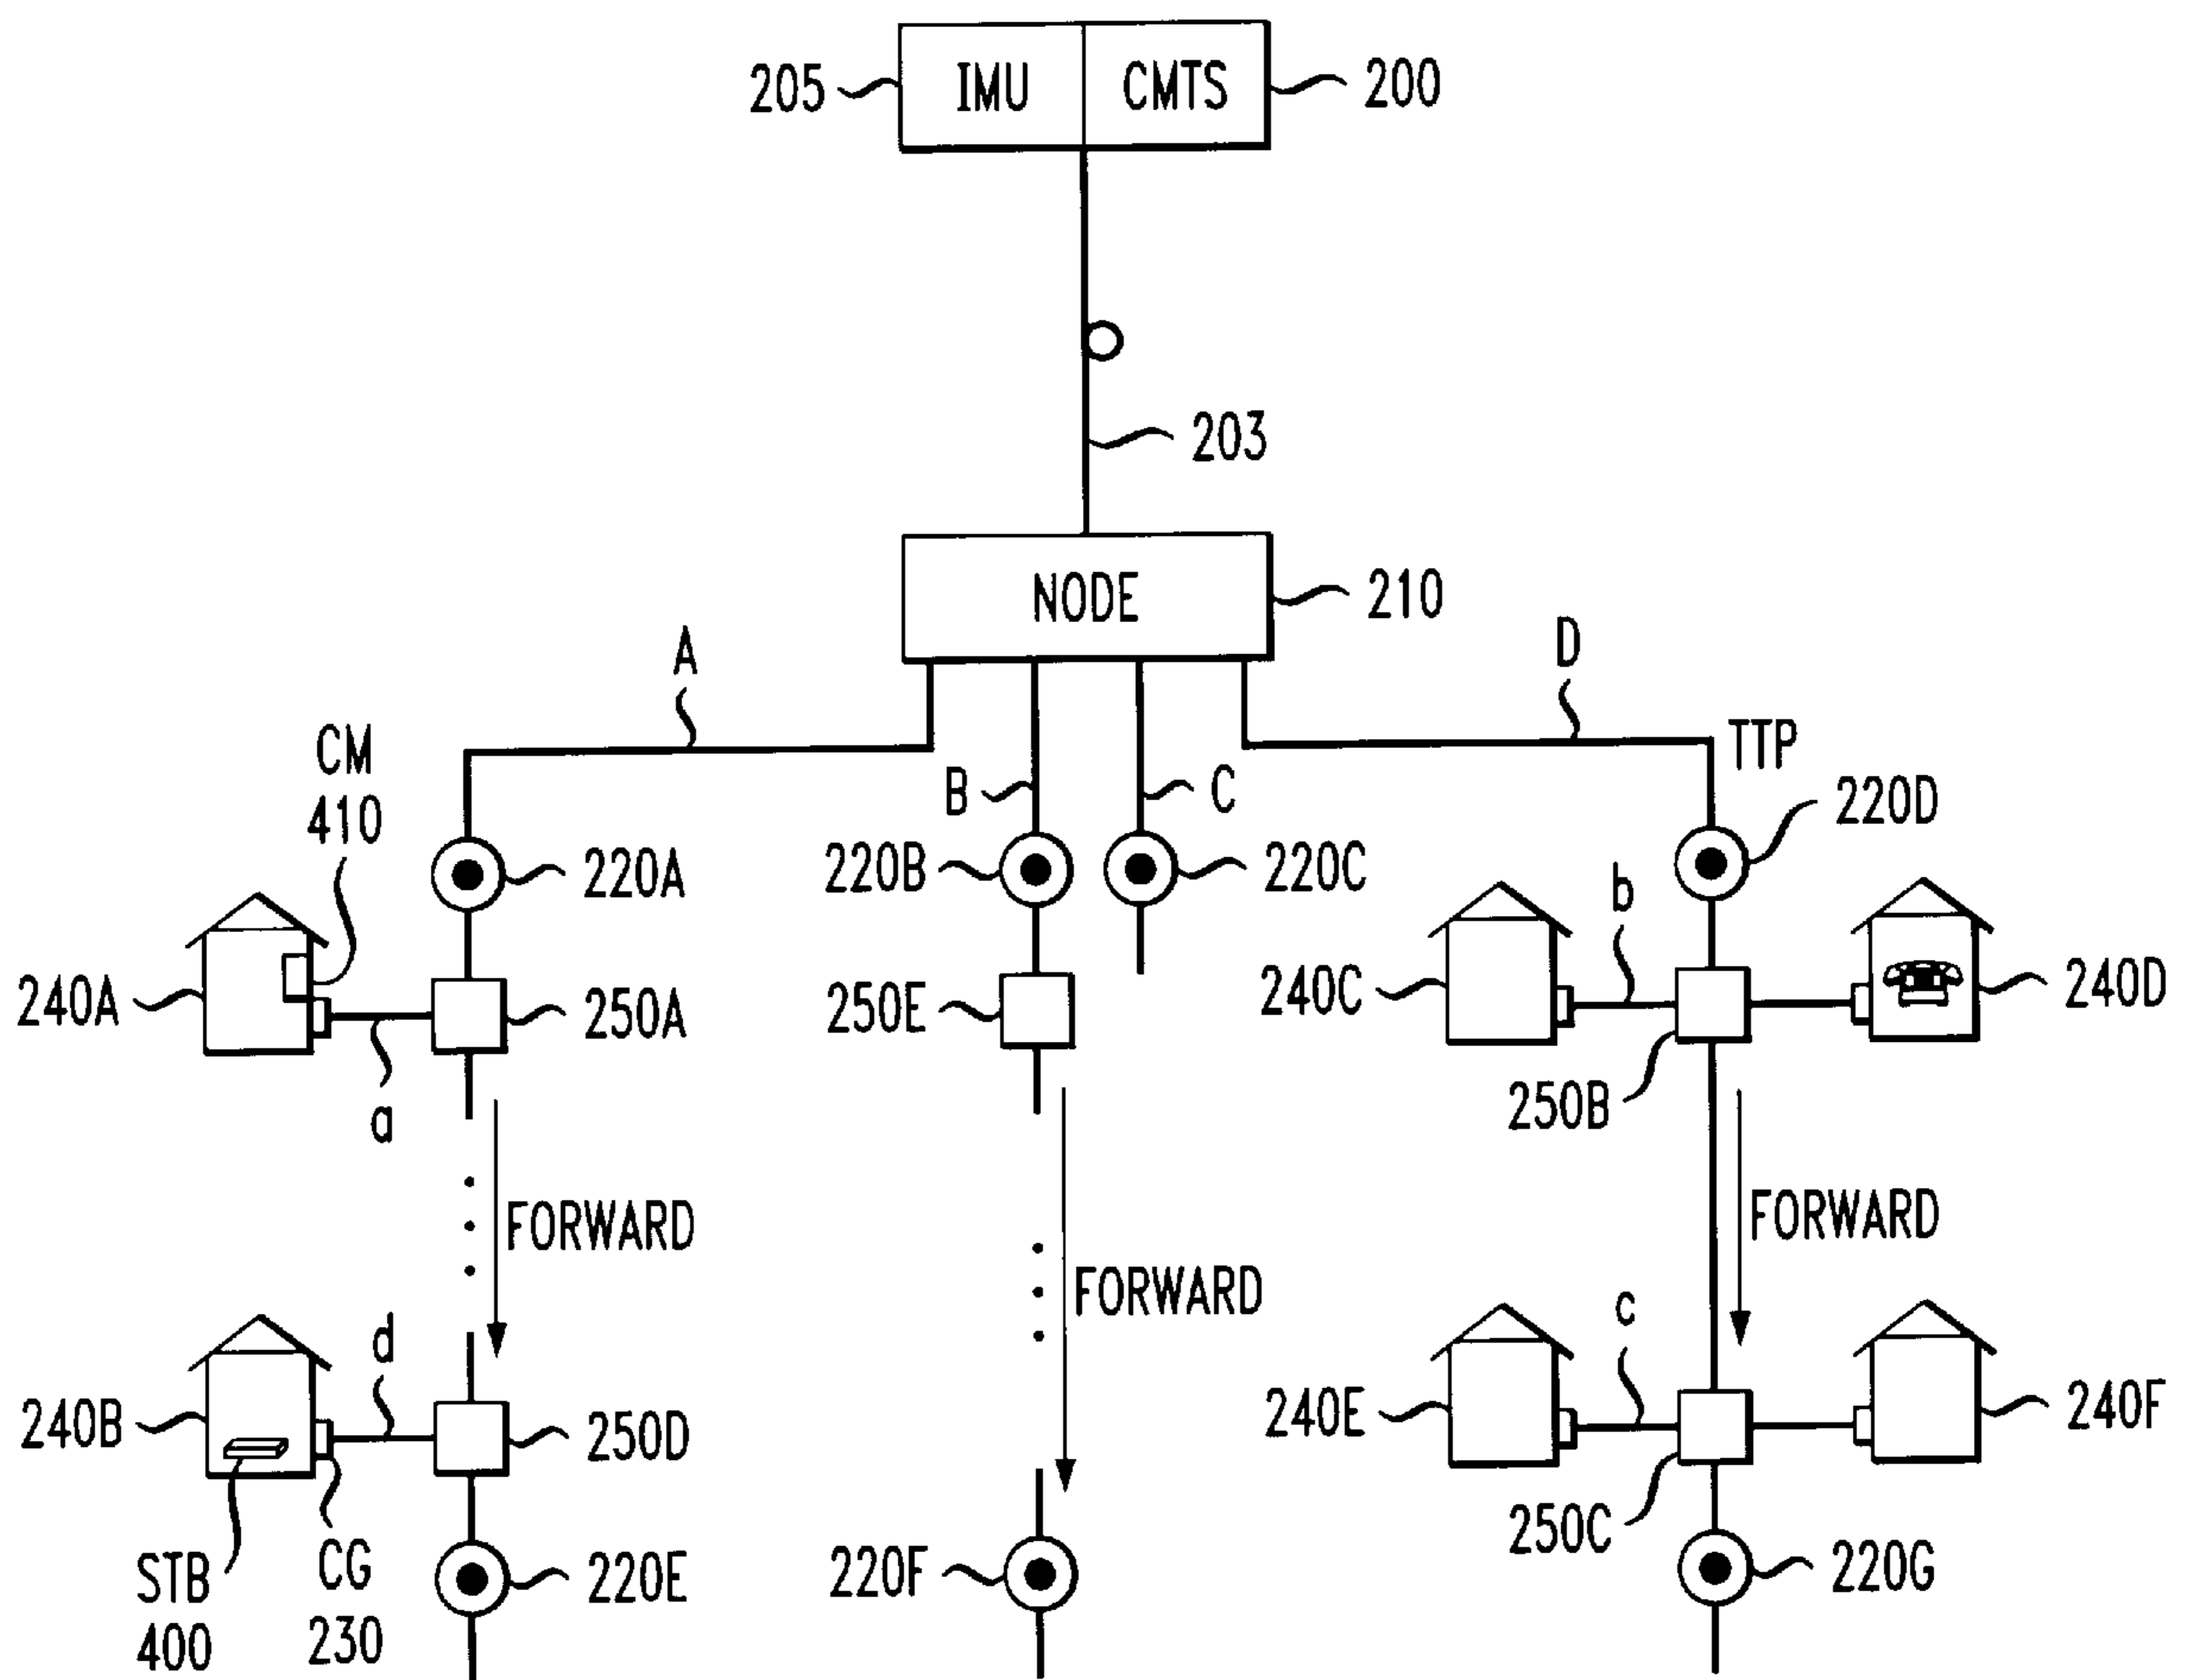 205 IMU CMTS 200
203
NODE 210
A
D
CM
410
B
C
TTP
220A
220B
220C
220D
b
240A
250A
250E
240C
240D
a
250B
FORWARD
FORWARD
FORWARD
d
c
240B
250D
240E
240F
STB
400
CG
230
220E
220F
250C
220G